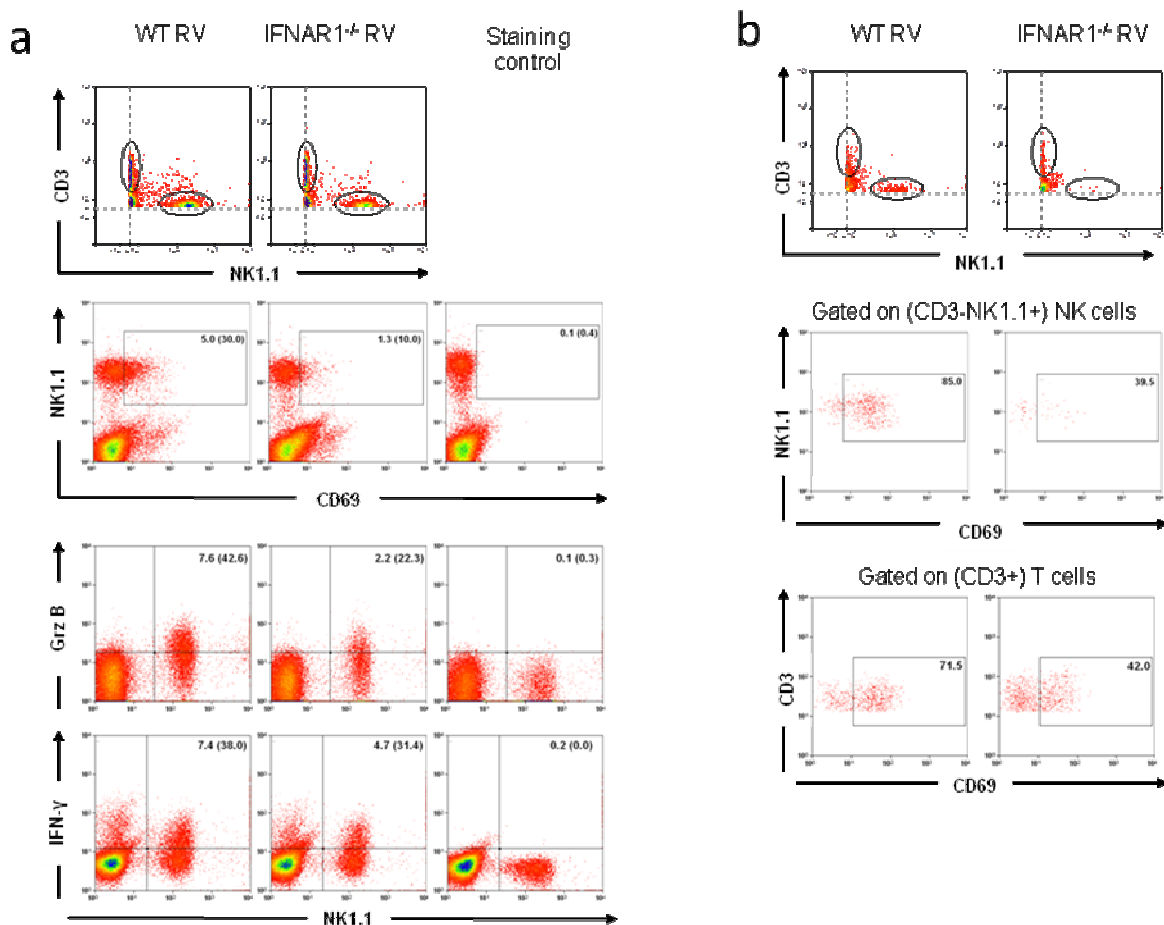 a
WT RV
IFNAR1-/- RV
Staining
control
CD3
NK1.1
5.0 (30.0)
1.3 (10.0)
0.1 (0.4)
NK1.1
CD69
7.6 (42.6)
2.2 (22.3)
0.1 (0.3)
Grz B
7.4 (38.0)
4.7 (31.4)
0.2 (0.0)
IFN-γ
NK1.1
b
WT RV
IFNAR1-/- RV
CD3
NK1.1
Gated on (CD3-NK1.1+) NK cells
85.0
39.5
NK1.1
CD69
Gated on (CD3+) T cells
71.5
42.0
CD3
CD69